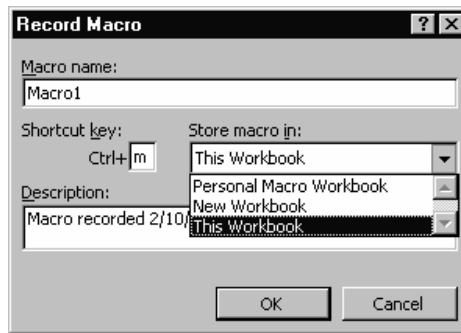 Record Macro
Macro name:
Macro1
Shortcut key:
Store macro in:
Ctrl+ m
This Workbook
Description:
Personal Macro Workbook
New Workbook
This Workbook
Macro recorded 2/10/
OK
Cancel